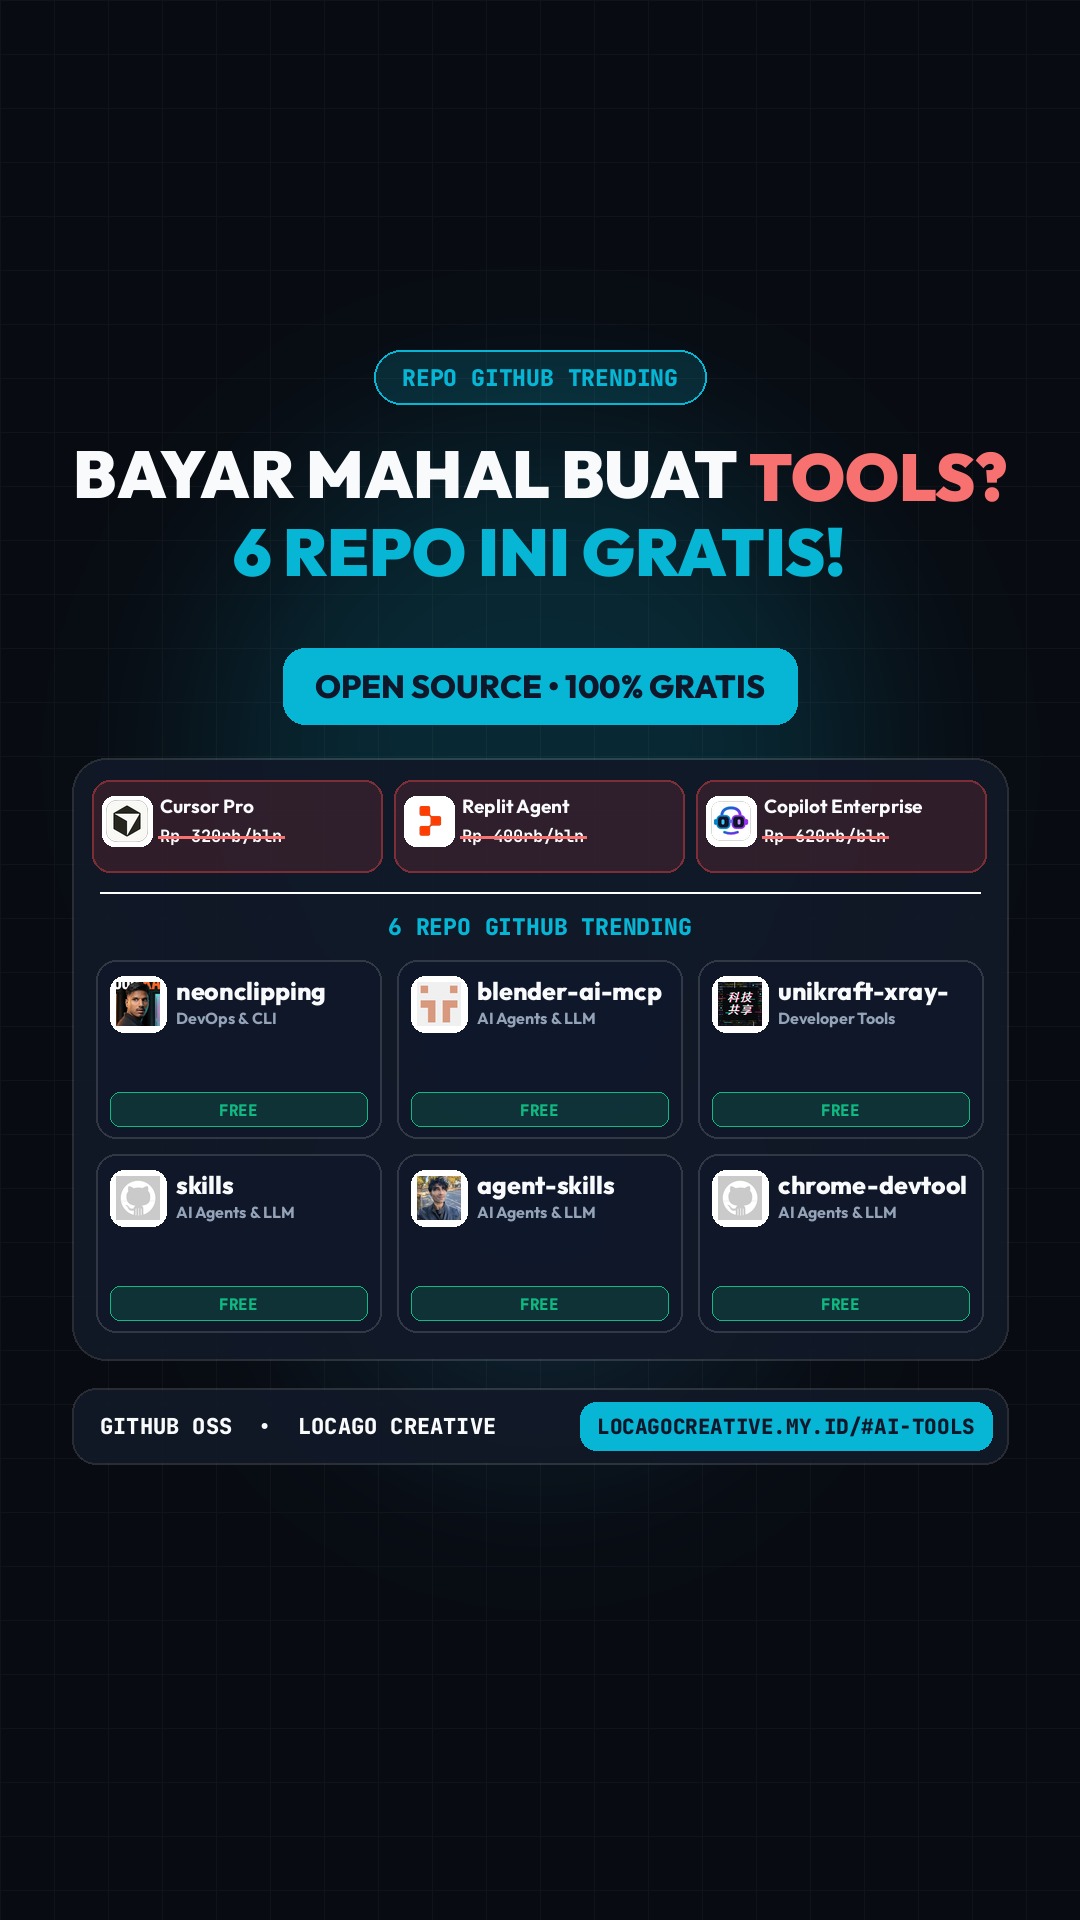 REPO GITHUB TRENDING
BAYAR MAHAL BUAT TOOLS?
6 REPO INI GRATIS!
OPEN SOURCE • 100% GRATIS
Cursor Pro
Rp 320rb/bln
Replit Agent
Rp 400rb/bln
Copilot Enterprise
Rp 620rb/bln
6 REPO GITHUB TRENDING
neonclipping
DevOps & CLI
FREE
blender-ai-mcp
AI Agents & LLM
FREE
科技
共享
unikraft-xray-
Developer Tools
FREE
skills
AI Agents & LLM
FREE
agent-skills
AI Agents & LLM
FREE
chrome-devtool
AI Agents & LLM
FREE
GITHUB OSS • LOCAGO CREATIVE
LOCAGOCREATIVE.MY.ID/#AI-TOOLS